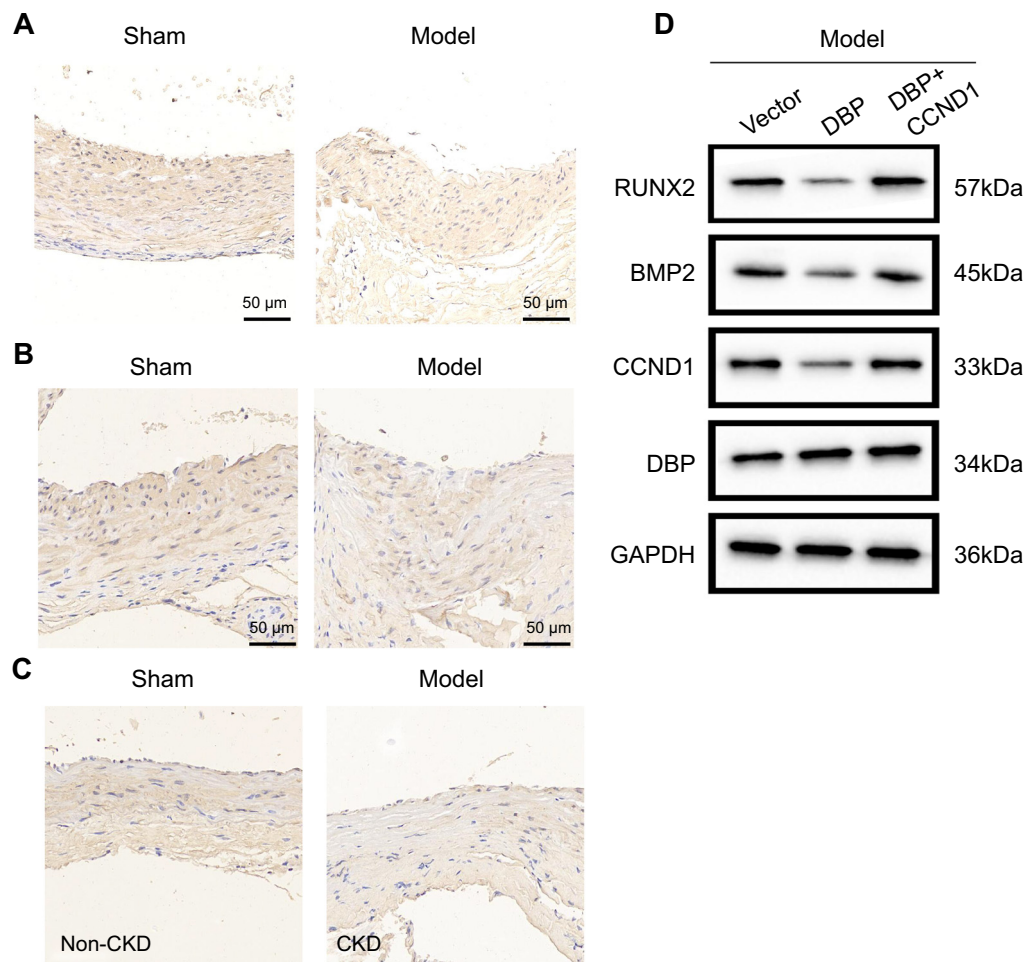 A
Sham
Model
50 µm
50 µm
B
Sham
Model
50 µm
50 µm
C
Sham
Model
Non-CKD
CKD
D
Model
Vector
DBP
DBP+
CCND1
RUNX2
57kDa
BMP2
45kDa
CCND1
33kDa
DBP
34kDa
GAPDH
36kDa